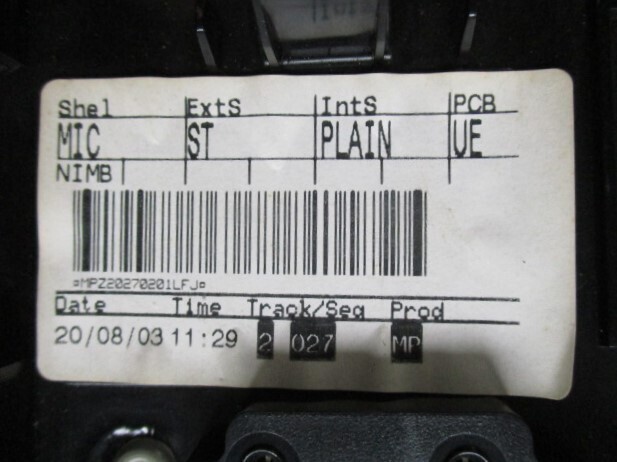 Shel ExtS IntS PCB
MIC ST PLAIN UE
NIMB
¤MPZ20270201LFJ¤
Date Time Track/Seq Prod
20/08/03 11:29 2 027 MP